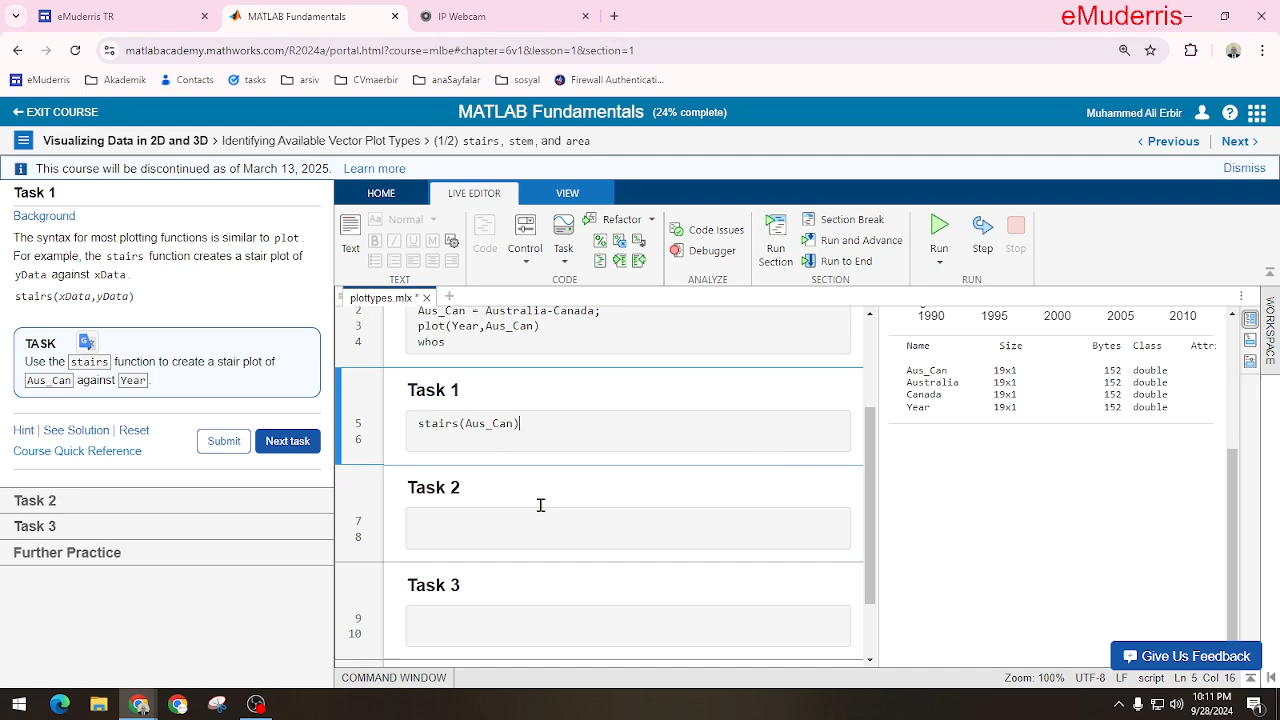 eMuderris TR
MATLAB Fundamentals
IP Webcam
eMuderris
matlabacademy.mathworks.com/R2024a/portal.html?course=mlbe#chapter=6v1&lesson=1&section=1
eMuderris
Akademik
Contacts
tasks
arsiv
CVmaerbir
anaSayfalar
sosyal
Firewall Authenticati...
EXIT COURSE
MATLAB Fundamentals (24% complete)
Muhammed Ali Erbir
Visualizing Data in 2D and 3D > Identifying Available Vector Plot Types > (1/2) stairs, stem, and area
< Previous
Next >
This course will be discontinued as of March 13, 2025. Learn more
Dismiss
Task 1
Background
The syntax for most plotting functions is similar to plot.
For example, the stairs function creates a stair plot of
yData against xData.
stairs(xData,yData)
TASK
Use the stairs function to create a stair plot of
Aus_Can against Year.
Hint | See Solution | Reset
Course Quick Reference
Submit
Next task
Task 2
Task 3
Further Practice
HOME
LIVE EDITOR
VIEW
Text
Aa Normal
B I U M
TEXT
Code
Control
Task
Refactor
CODE
Code Issues
Debugger
ANALYZE
Run
Section
Section Break
Run and Advance
Run to End
SECTION
Run
Step
Stop
RUN
plottypes.mlx *
2 Aus_Can = Australia-Canada;
3 plot(Year,Aus_Can)
4 whos
Task 1
5 stairs(Aus_Can)
6
Task 2
7
8
Task 3
9
10
1990 1995 2000 2005 2010
Name Size Bytes Class Attr:
Aus_Can 19x1 152 double
Australia 19x1 152 double
Canada 19x1 152 double
Year 19x1 152 double
WORKSPACE
Give Us Feedback
COMMAND WINDOW
Zoom: 100% UTF-8 LF script Ln 5 Col 16
10:11 PM
9/28/2024